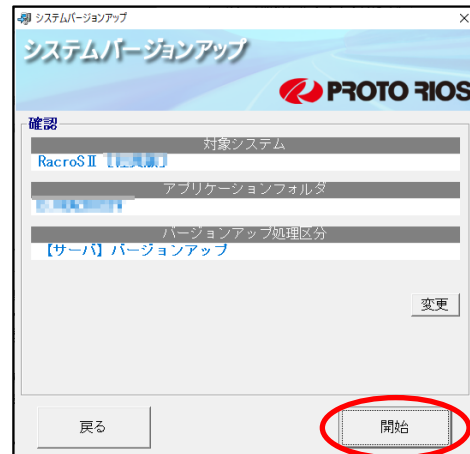 システムバージョンアップ
システムバージョンアップ
PROTO RIOS
確認
対象システム
RacroSⅡ
アプリケーションフォルダ
バージョンアップ処理区分
【サーバ】バージョンアップ
変更
戻る
開始